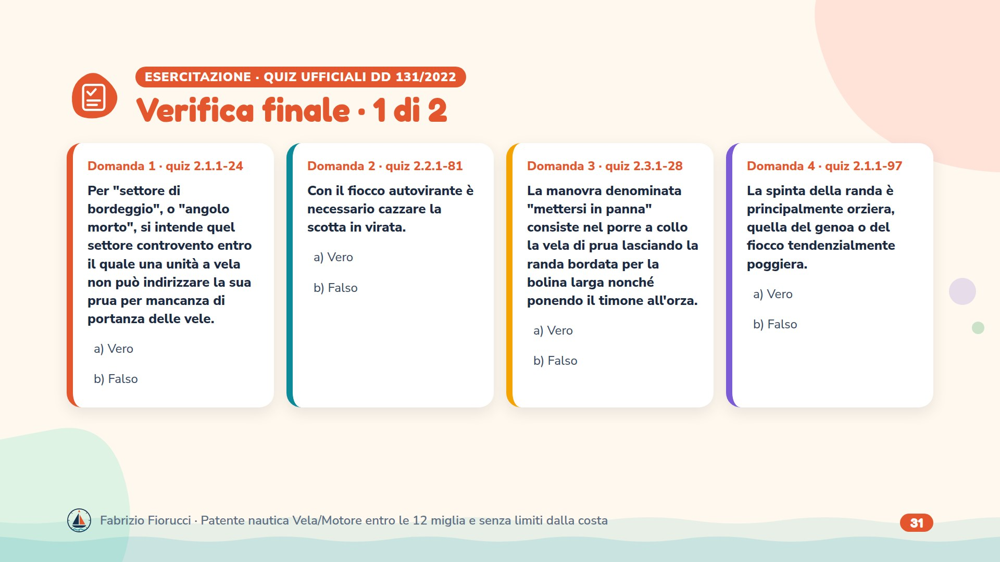 ESERCITAZIONE · QUIZ UFFICIALI DD 131/2022
Verifica finale · 1 di 2
Domanda 1 · quiz 2.1.1-24
Per "settore di
bordeggio", o "angolo
morto", si intende quel
settore controvento entro
il quale una unità a vela
non può indirizzare la sua
prua per mancanza di
portanza delle vele.
a) Vero
b) Falso
Domanda 2 · quiz 2.2.1-81
Con il fiocco autovirante è
necessario cazzare la
scotta in virata.
a) Vero
b) Falso
Domanda 3 · quiz 2.3.1-28
La manovra denominata
"mettersi in panna"
consiste nel porre a collo
la vela di prua lasciando la
randa bordata per la
bolina larga nonché
ponendo il timone all'orza.
a) Vero
b) Falso
Domanda 4 · quiz 2.1.1-97
La spinta della randa è
principalmente orziera,
quella del genoa o del
fiocco tendenzialmente
poggiera.
a) Vero
b) Falso
Fabrizio Fiorucci · Patente nautica Vela/Motore entro le 12 miglia e senza limiti dalla costa
31